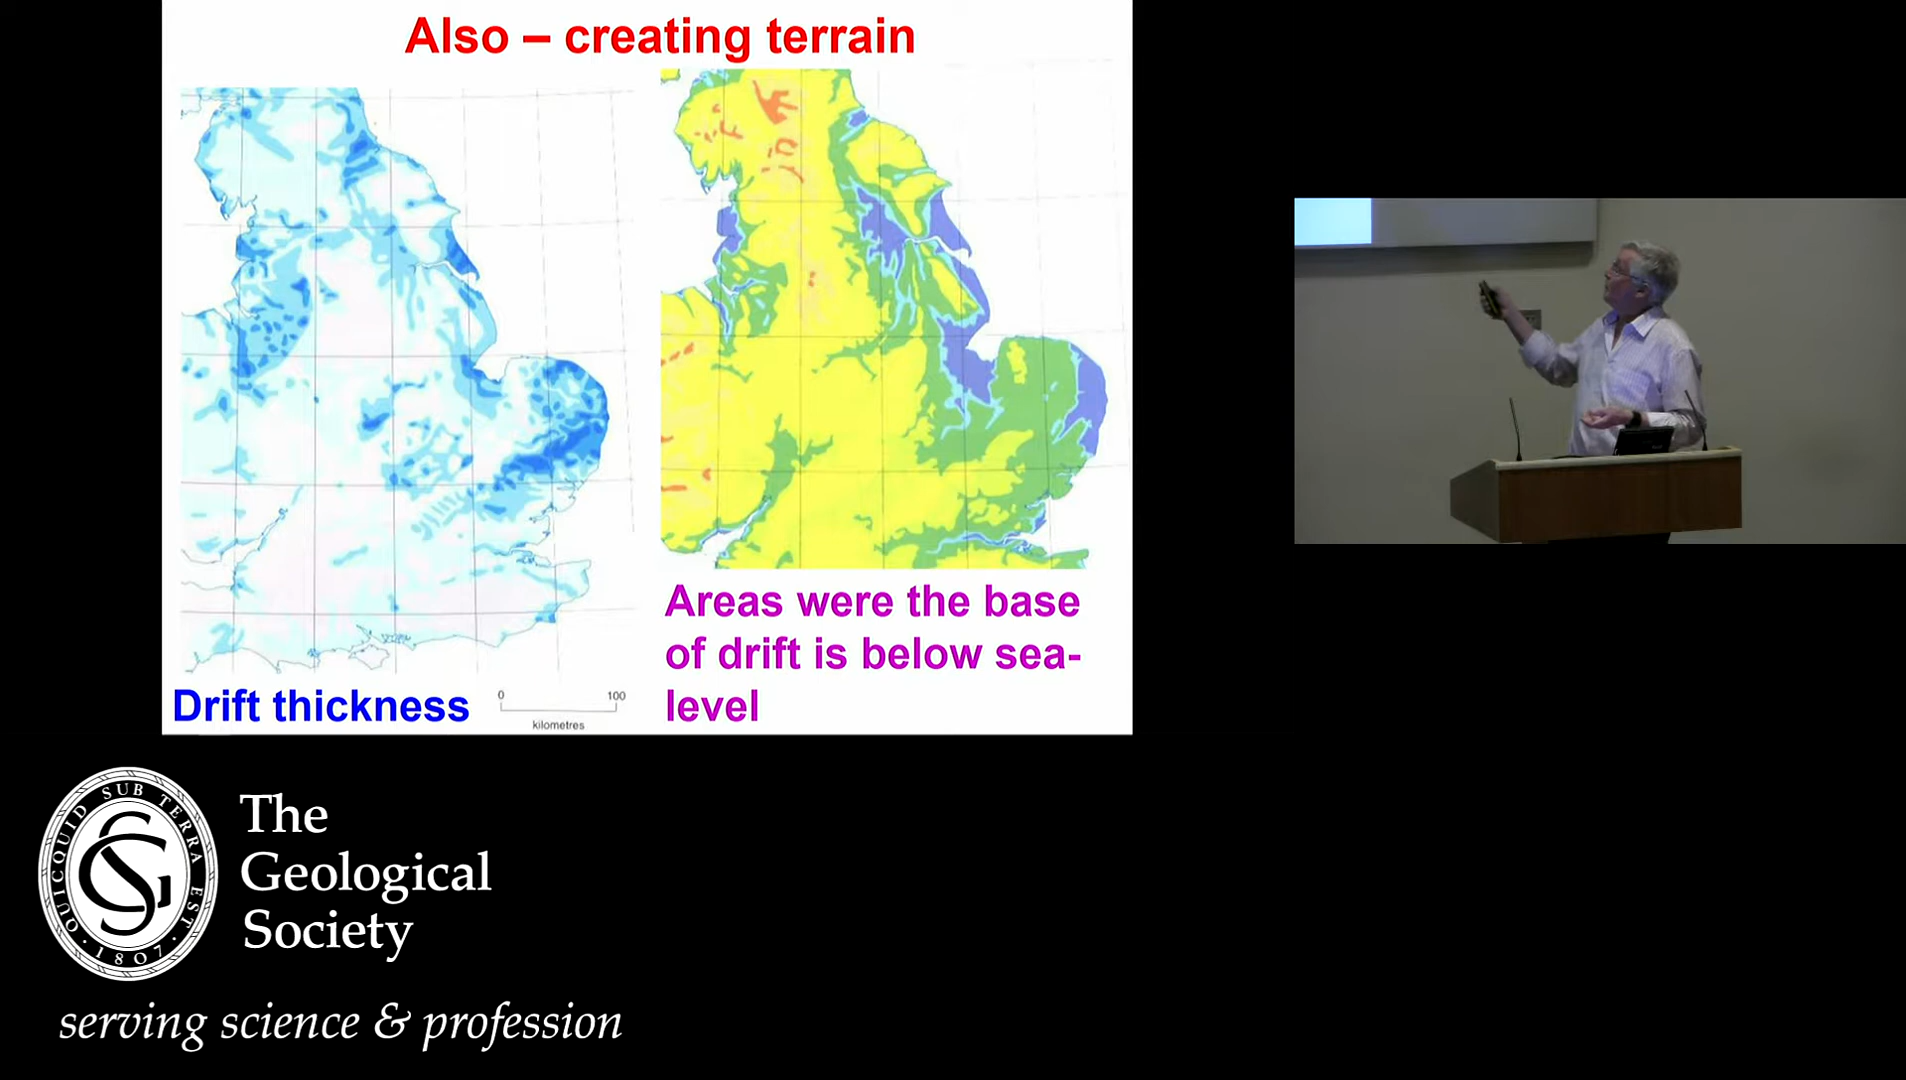 Also – creating terrain
Drift thickness
0 100
kilometres
Areas were the base
of drift is below sea-
level
QUICQUID SUB TERRA EST
· 1807 ·
The
Geological
Society
serving science & profession